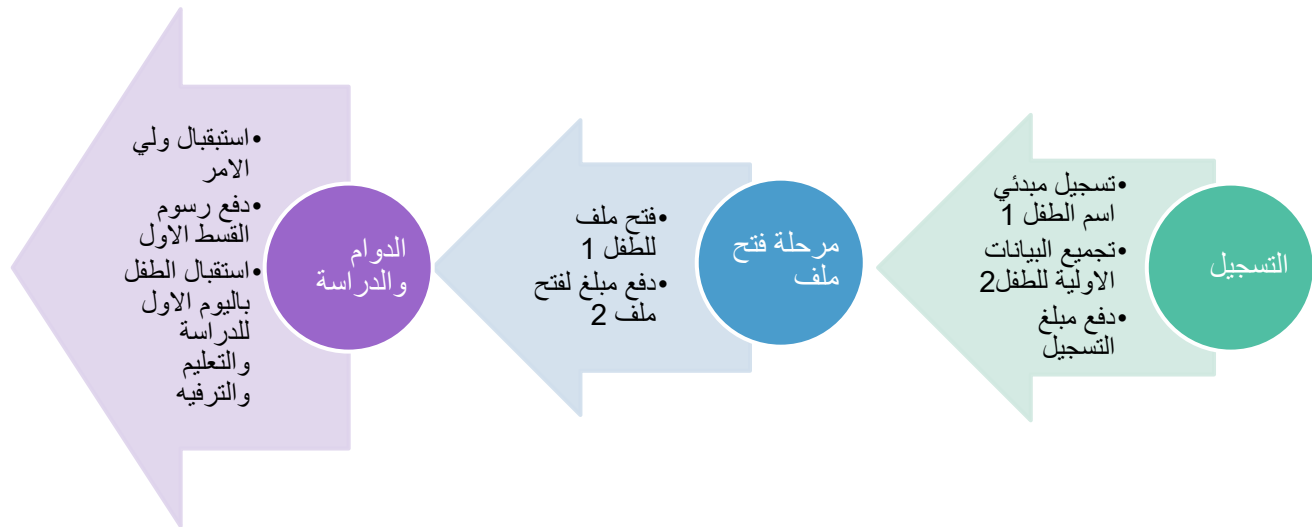 التسجيل
•تسجيل مبدئي
اسم الطفل 1
•تجميع البيانات
الاولية للطفل2
•دفع مبلغ
التسجيل
مرحلة فتح
ملف
•فتح ملف
للطفل 1
•دفع مبلغ لفتح
ملف 2
الدوام
والدراسة
•استبقبال ولي
الامر
•دفع رسوم
القسط الاول
•استقبال الطفل
باليوم الاول
للدراسة
والتعليم
والترفيه